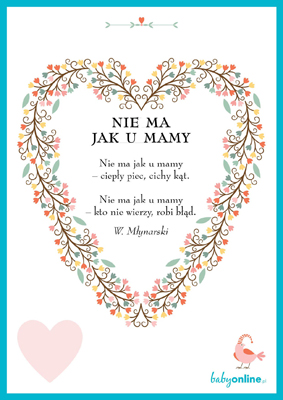 NIE MA
JAK U MAMY
Nie ma jak u mamy
– ciepły piec, cichy kąt.
Nie ma jak u mamy
– kto nie wierzy, robi błąd.
W. Młynarski
babyonline.pl